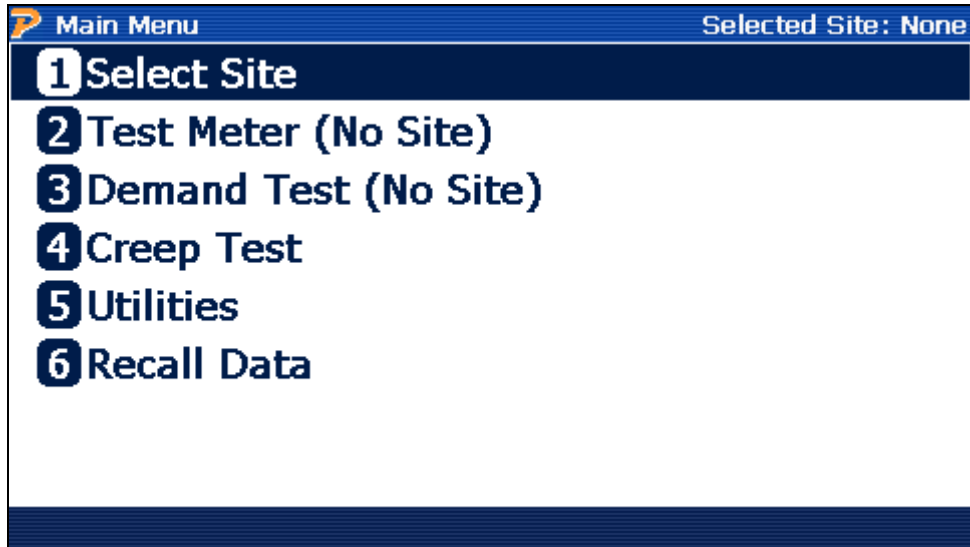 Main Menu Selected Site: None
1 Select Site
2 Test Meter (No Site)
3 Demand Test (No Site)
4 Creep Test
5 Utilities
6 Recall Data